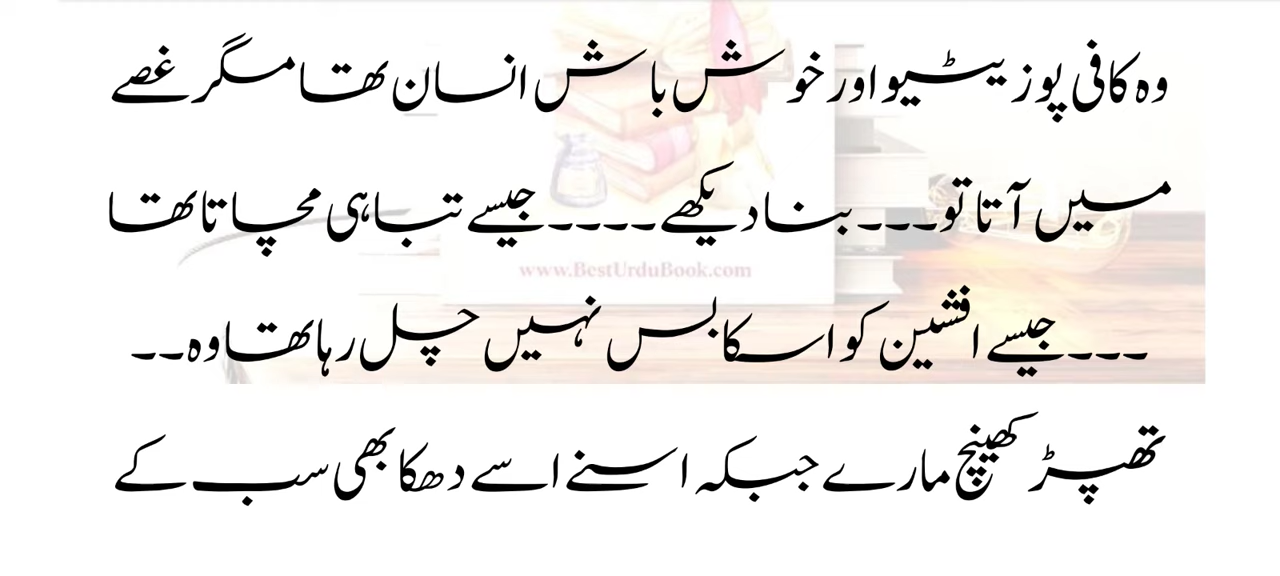 وہ کافی پوزیٹیو اور خوش باش انسان تھا مگر غصے
میں آتا تو ۔۔۔ بنا دیکھے ۔۔۔۔ جیسے تباہی مچاتا تھا
www.BestUrduBook.com
۔۔۔ جیسے افشین کو اسکا بس نہیں چل رہا تھا وہ ۔۔
تھپڑ کھینچ مارے جبکہ اسنے اسے دھکا بھی سب کے